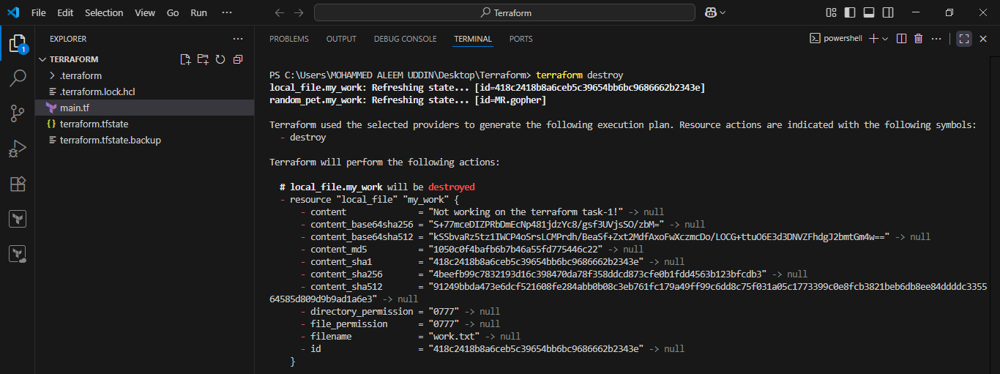 File Edit Selection View Go Run ··· Terraform
EXPLORER ···
TERRAFORM
.terraform
.terraform.lock.hcl
main.tf
{} terraform.tfstate
terraform.tfstate.backup
1
PROBLEMS OUTPUT DEBUG CONSOLE TERMINAL PORTS powershell ···
PS C:\Users\MOHAMMED ALEEM UDDIN\Desktop\Terraform> terraform destroy
local_file.my_work: Refreshing state... [id=418c2418b8a6ceb5c39654bb6bc9686662b2343e]
random_pet.my_work: Refreshing state... [id=MR.gopher]
Terraform used the selected providers to generate the following execution plan. Resource actions are indicated with the following symbols:
- destroy
Terraform will perform the following actions:
# local_file.my_work will be destroyed
- resource "local_file" "my_work" {
- content = "Not working on the terraform task-1!" -> null
- content_base64sha256 = "S+77mceDIZPRbDmEcNp481jdzYc8/gsf3UVjsSO/zbM=" -> null
- content_base64sha512 = "kSSbvaRz5tz1IWCP4oSrsLCMPrdh/BeaSf+Zxt2MdfAxoFwXczmcDo/LOCG+ttuO6E3d3DNVZFhdgJ2bmtGm4w==" -> null
- content_md5 = "1050c0f4bafb6b7b46a55fd775446c22" -> null
- content_sha1 = "418c2418b8a6ceb5c39654bb6bc9686662b2343e" -> null
- content_sha256 = "4beefb99c7832193d16c398470da78f358ddcd873cfe0b1fdd4563b123bfcdb3" -> null
- content_sha512 = "91249bbda473e6dcf521608fe284abb0b08c3eb761fc179a49ff99c6dd8c75f031a05c1773399c0e8fcb3821beb6db8ee84ddddc3355
64585d809d9b9ad1a6e3" -> null
- directory_permission = "0777" -> null
- file_permission = "0777" -> null
- filename = "work.txt" -> null
- id = "418c2418b8a6ceb5c39654bb6bc9686662b2343e" -> null
}